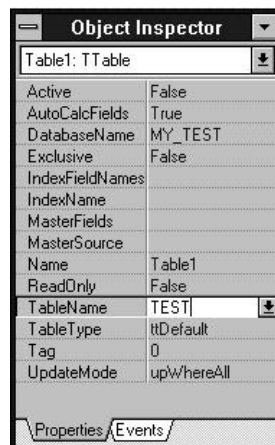 Object Inspector
Table1: TTable
Active False
AutoCalcFields True
DatabaseName MY_TEST
Exclusive False
IndexFieldNames
IndexName
MasterFields
MasterSource
Name Table1
ReadOnly False
TableName TEST
TableType ttDefault
Tag 0
UpdateMode upWhereAll
Properties Events